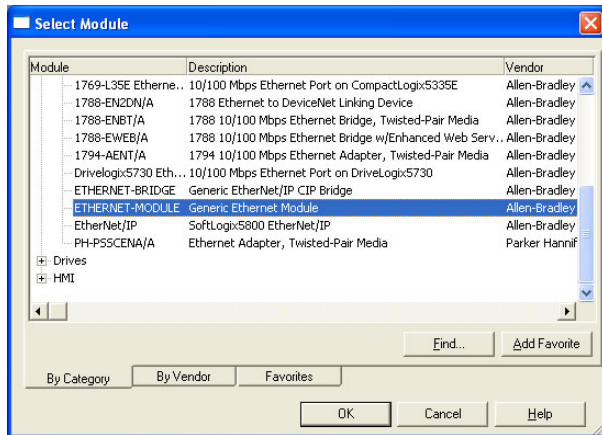 Select Module
Module Description Vendor
1769-L35E Etherne.. 10/100 Mbps Ethernet Port on CompactLogix5335E Allen-Bradley
1788-EN2DN/A 1788 Ethernet to DeviceNet Linking Device Allen-Bradley
1788-ENBT/A 1788 10/100 Mbps Ethernet Bridge, Twisted-Pair Media Allen-Bradley
1788-EWEB/A 1788 10/100 Mbps Ethernet Bridge w/Enhanced Web Serv.. Allen-Bradley
1794-AENT/A 1794 10/100 Mbps Ethernet Adapter, Twisted-Pair Media Allen-Bradley
Drivelogix5730 Eth... 10/100 Mbps Ethernet Port on DriveLogix5730 Allen-Bradley
ETHERNET-BRIDGE Generic EtherNet/IP CIP Bridge Allen-Bradley
ETHERNET-MODULE Generic Ethernet Module Allen-Bradley
EtherNet/IP SoftLogix5800 EtherNet/IP Allen-Bradley
PH-PSSCENA/A Ethernet Adapter, Twisted-Pair Media Parker Hannif
Drives
HMI
Find... Add Favorite
By Category By Vendor Favorites
OK Cancel Help